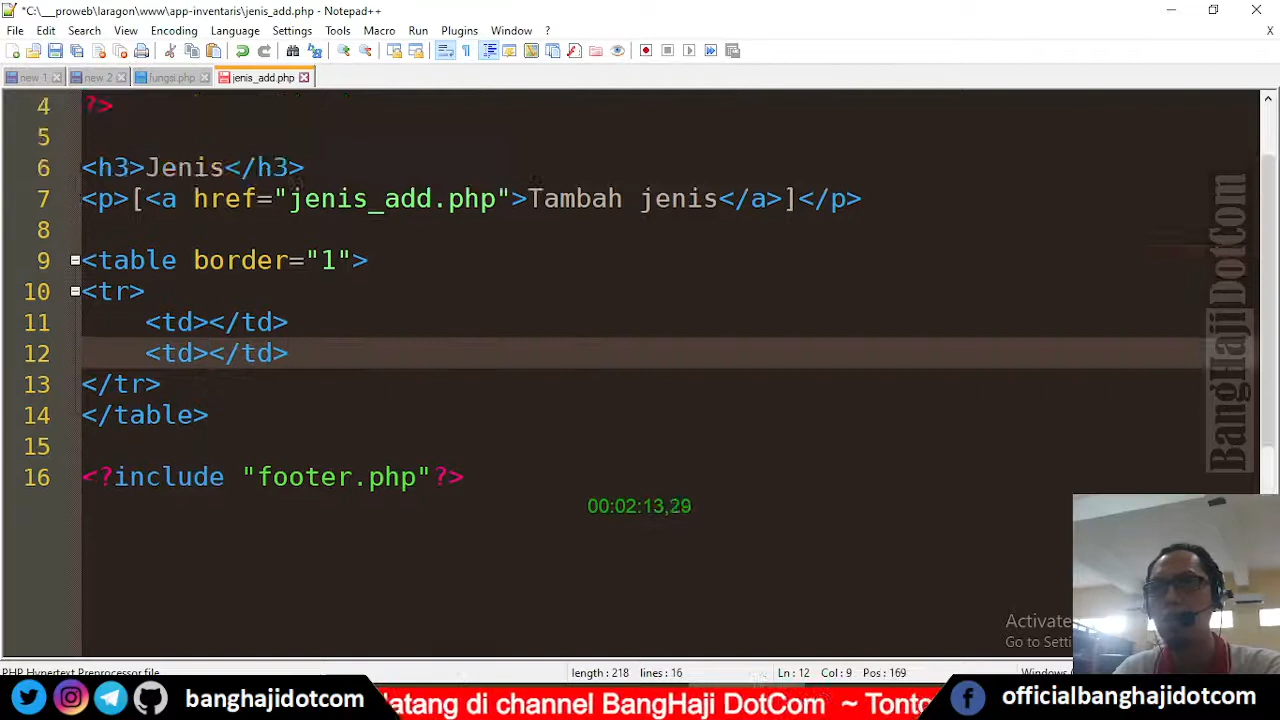 *C:\__proweb\laragon\www\app-inventaris\jenis_add.php - Notepad++
File Edit Search View Encoding Language Settings Tools Macro Run Plugins Window ?
X
new 1
new 2
fungsi.php
jenis_add.php
4 ?>
5
6 <h3>Jenis</h3>
7 <p>[<a href="jenis_add.php">Tambah jenis</a>]</p>
8
9 <table border="1">
10 <tr>
11 <td></td>
12 <td></td>
13 </tr>
14 </table>
15
16 <?include "footer.php"?>
00:02:13,29
BangHajiDotCom
Activate
Go to Setti
PHP Hypertext Preprocessor file
length : 218 lines : 16
Ln : 12 Col : 9 Pos : 169
Windows (
banghajidotcom
datang di channel BangHaji DotCom ~ Tonto
officialbanghajidotcom